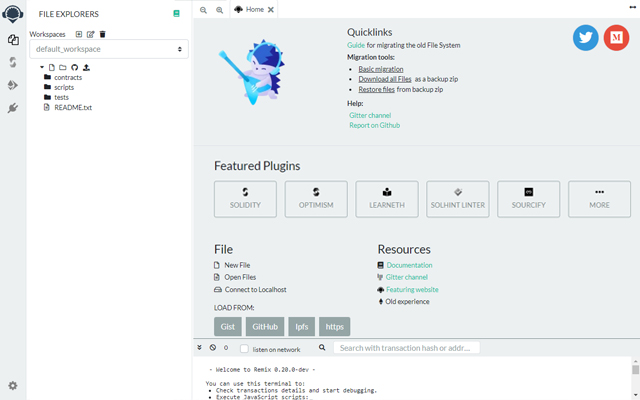 FILE EXPLORERS
Workspaces
default_workspace
contracts
scripts
tests
README.txt
Home
Quicklinks
Guide for migrating the old File System
Migration tools:
Basic migration
Download all Files as a backup zip
Restore files from backup zip
Help:
Gitter channel
Report on Github
Featured Plugins
SOLIDITY
OPTIMISM
LEARNETH
SOLHINT LINTER
SOURCIFY
MORE
File
New File
Open Files
Connect to Localhost
LOAD FROM:
Gist
GitHub
Ipfs
https
Resources
Documentation
Gitter channel
Featuring website
Old experience
0
listen on network
Search with transaction hash or addr...
- Welcome to Remix 0.20.0-dev -
You can use this terminal to:
• Check transactions details and start debugging.
• Execute JavaScript scripts: